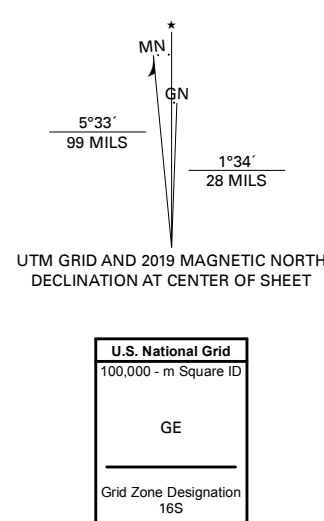 ★
MN
GN
5°33´
99 MILS
1°34´
28 MILS
UTM GRID AND 2019 MAGNETIC NORTH
DECLINATION AT CENTER OF SHEET
U.S. National Grid
100,000 - m Square ID
GE
Grid Zone Designation
16S